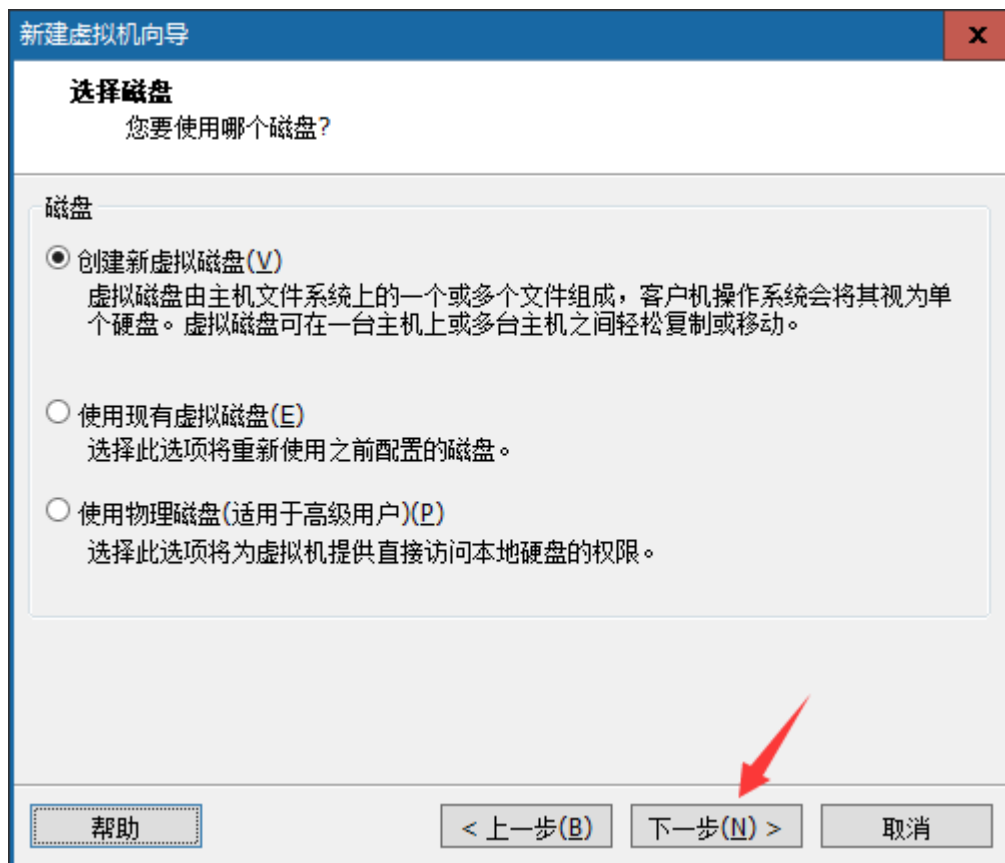 新建虚拟机向导
x
选择磁盘
您要使用哪个磁盘?
磁盘
创建新虚拟磁盘(V)
虚拟磁盘由主机文件系统上的一个或多个文件组成，客户机操作系统会将其视为单
个硬盘。虚拟磁盘可在一台主机上或多台主机之间轻松复制或移动。
使用现有虚拟磁盘(E)
选择此选项将重新使用之前配置的磁盘。
使用物理磁盘(适用于高级用户)(P)
选择此选项将为虚拟机提供直接访问本地硬盘的权限。
帮助
< 上一步(B)
下一步(N) >
取消